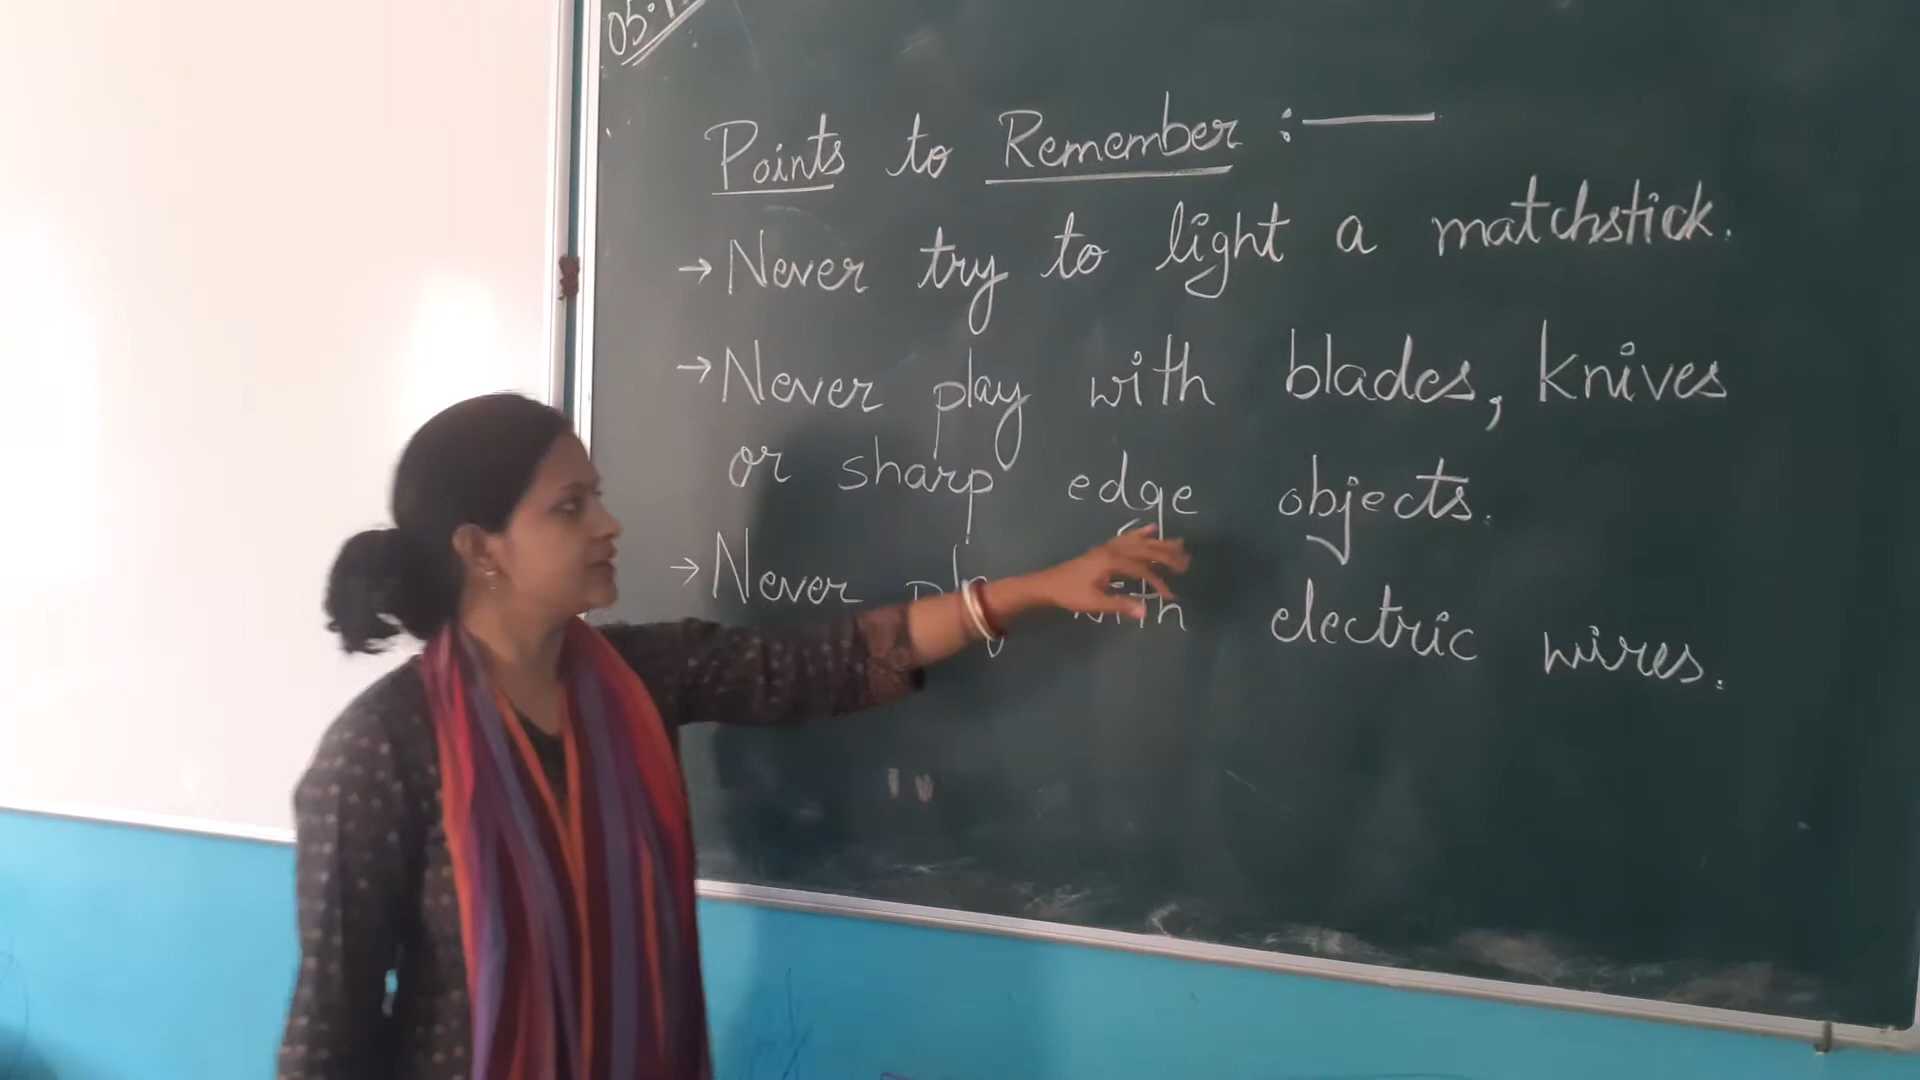 Points to Remember :—
→ Never try to light a matchstick.
→ Never play with blades, knives
or sharp edge objects.
→ Never play with electric wires.